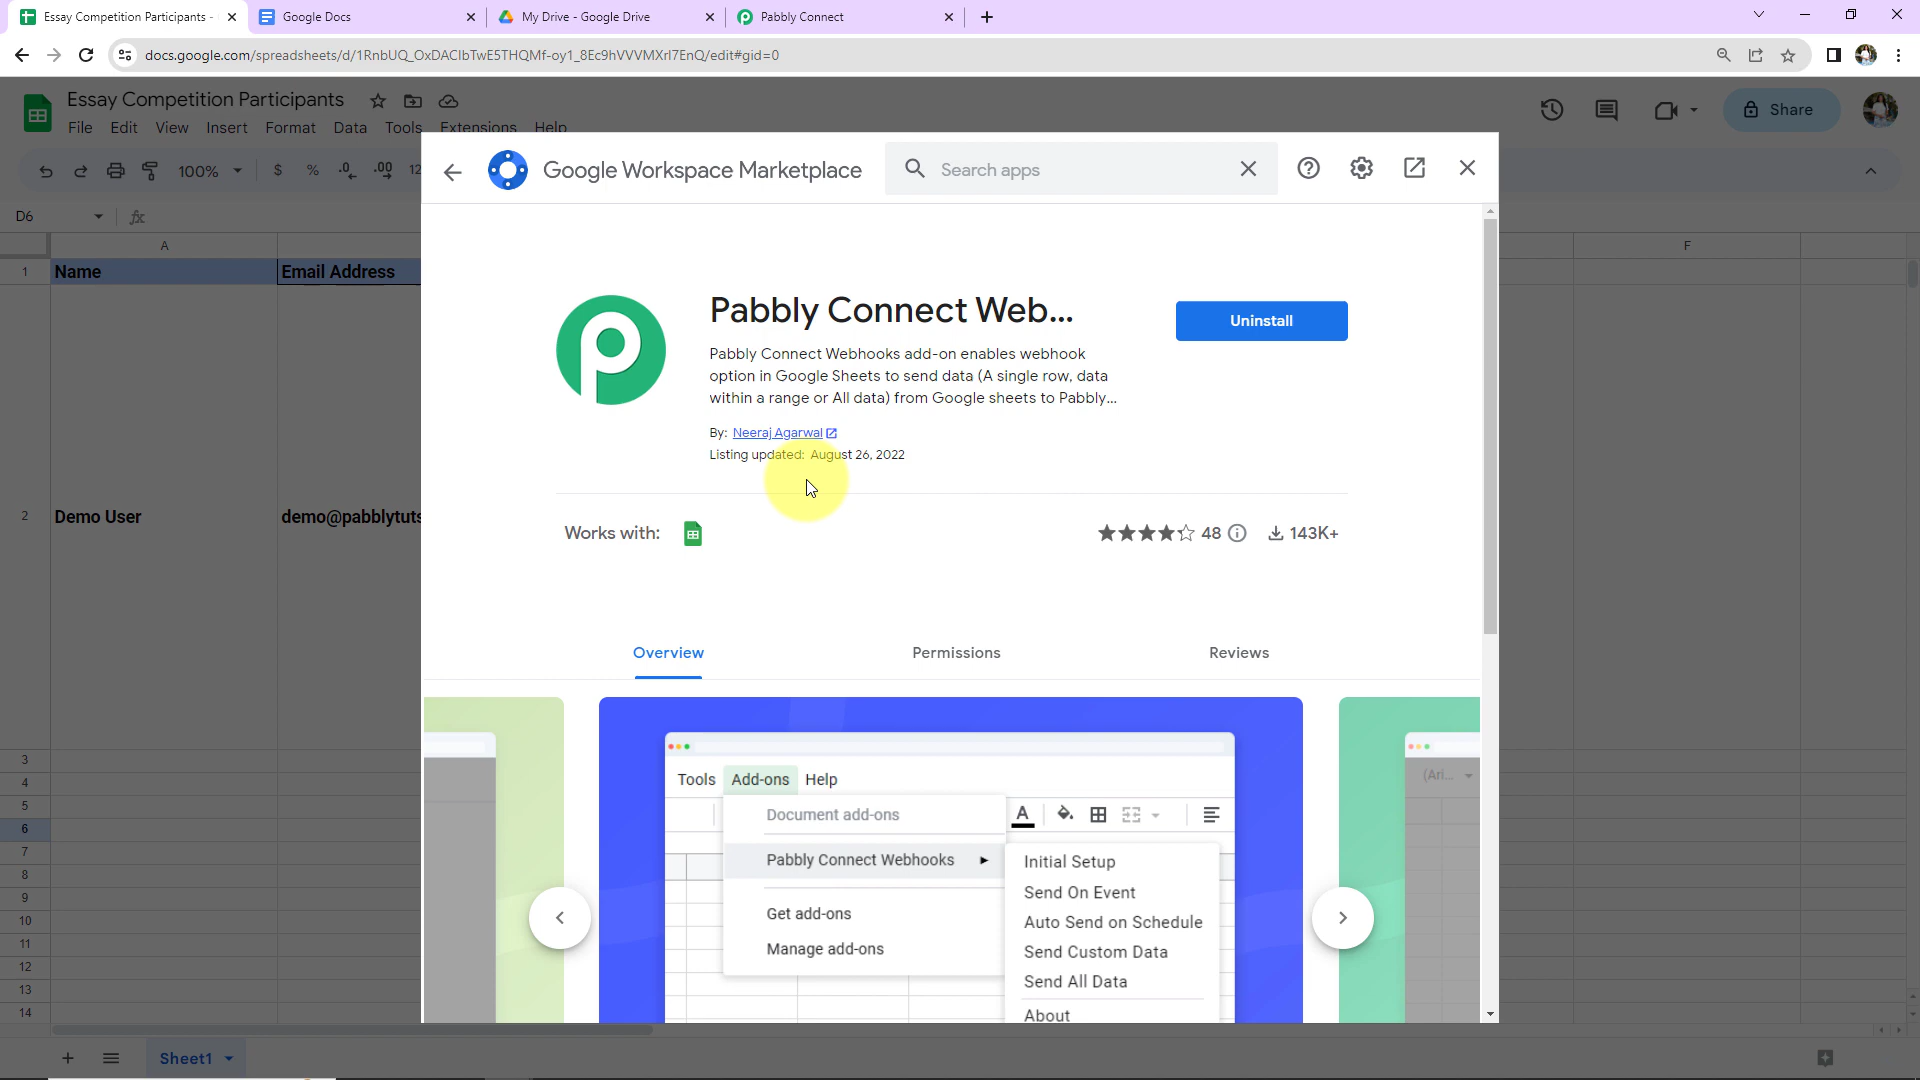 Essay Competition Participants -
Google Docs
My Drive - Google Drive
Pabbly Connect
docs.google.com/spreadsheets/d/1RnbUQ_OxDAClbTwE5THQMf-oy1_8Ec9hVVVMXrl7EnQ/edit#gid=0
Essay Competition Participants
File Edit View Insert Format Data Tools Extensions Help
Share
100% $ % .0 .00 12
Google Workspace Marketplace
Search apps
D6
fx
A
F
1 Name Email Address
Pabbly Connect Web...
Uninstall
Pabbly Connect Webhooks add-on enables webhook
option in Google Sheets to send data (A single row, data
within a range or All data) from Google sheets to Pabbly...
By: Neeraj Agarwal
Listing updated: August 26, 2022
2 Demo User demo@pabblytuts
Works with:
48
143K+
Overview
Permissions
Reviews
3
4
5
6
7
8
9
10
11
12
13
14
Tools Add-ons Help
(Ari...
Document add-ons
A
Pabbly Connect Webhooks
Get add-ons
Manage add-ons
Initial Setup
Send On Event
Auto Send on Schedule
Send Custom Data
Send All Data
About
Sheet1